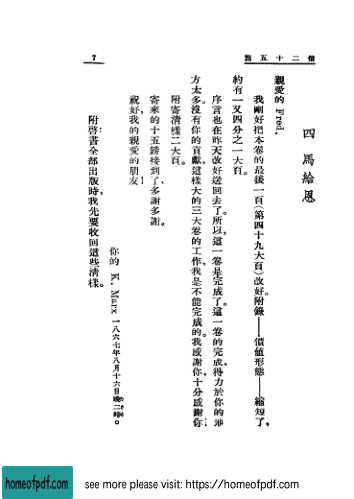 信二十五論
7
四 馬給恩
親愛的 Fred.
我剛好把本卷的最後一頁(第四十九大頁)改好。附錄——價値形態——縮短了,
約有一又四分之一大頁。
序言也在昨天改好送回去了。所以,這一卷是完成了。這一卷的完成,得力於你的地
方太多。沒有你的貢獻,這樣大的三大卷的工作,我是不能完成的。我感謝你,十分感謝你!
附寄清樣二大頁。
寄來的十五鎊接到了,多謝多謝。
祝好,我的親愛的朋友!
你的 K. Marx 一八六七年八月十六日晚二時。
附啓:書全部出版時,我先要收回這些清樣。
homeofpdf.com
see more please visit: https://homeofpdf.com